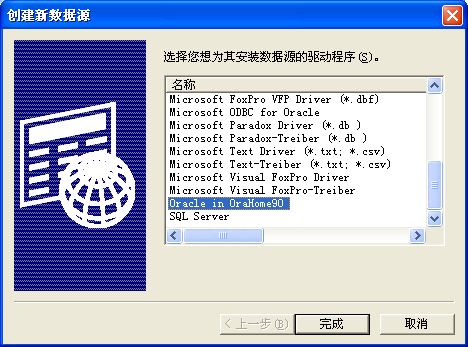 创建新数据源
选择您想为其安装数据源的驱动程序(S)。
名称
Microsoft FoxPro VFP Driver (*.dbf)
Microsoft ODBC for Oracle
Microsoft Paradox Driver (*.db )
Microsoft Paradox-Treiber (*.db )
Microsoft Text Driver (*.txt; *.csv)
Microsoft Text-Treiber (*.txt; *.csv)
Microsoft Visual FoxPro Driver
Microsoft Visual FoxPro-Treiber
Oracle in OraHome90
SQL Server
< 上一步(B) 完成 取消